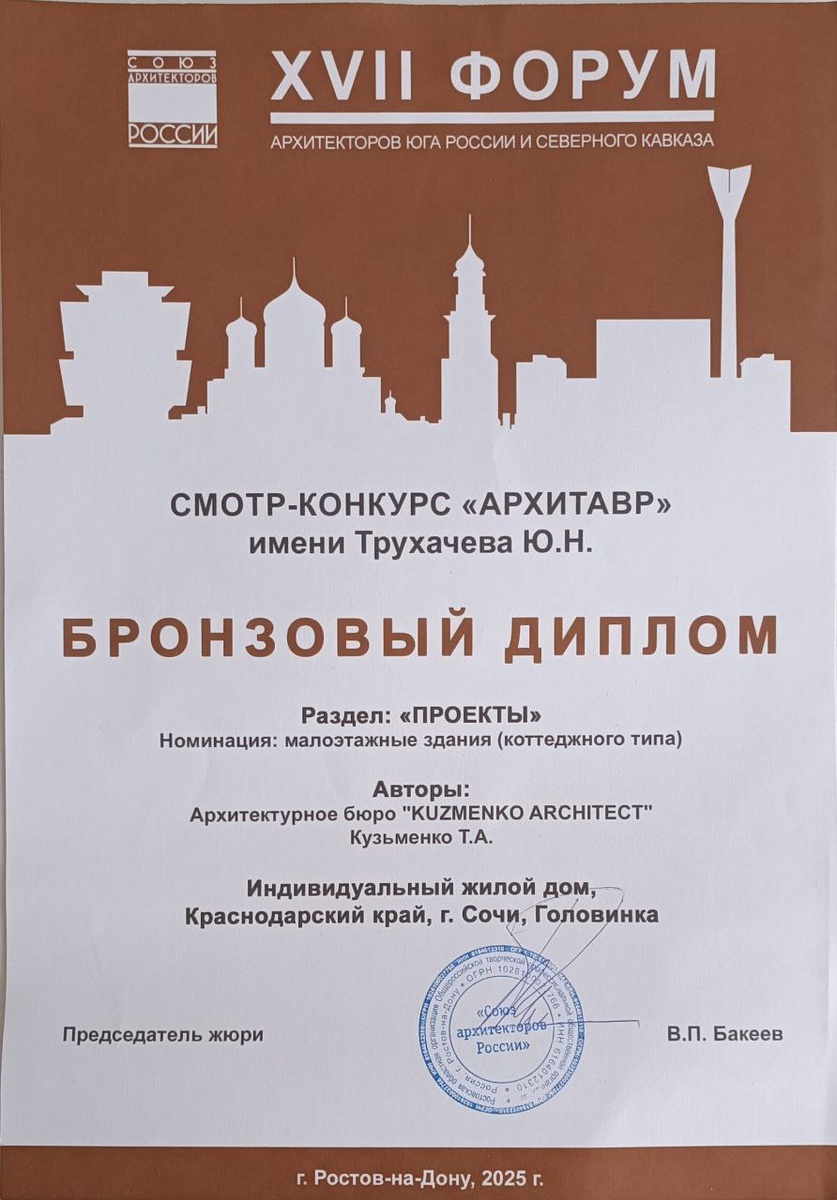 СОЮЗ
АРХИТЕКТОРОВ
РОССИИ
XVII ФОРУМ
АРХИТЕКТОРОВ ЮГА РОССИИ И СЕВЕРНОГО КАВКАЗА
СМОТР-КОНКУРС «АРХИТАВР»
имени Трухачева Ю.Н.
БРОНЗОВЫЙ ДИПЛОМ
Раздел: «ПРОЕКТЫ»
Номинация: малоэтажные здания (коттеджного типа)
Авторы:
Архитектурное бюро "KUZMENKO ARCHITECT"
Кузьменко Т.А.
Индивидуальный жилой дом,
Краснодарский край, г. Сочи, Головинка
Председатель жюри
«Союз
архитекторов
России»
В.П. Бакеев
г. Ростов-на-Дону, 2025 г.